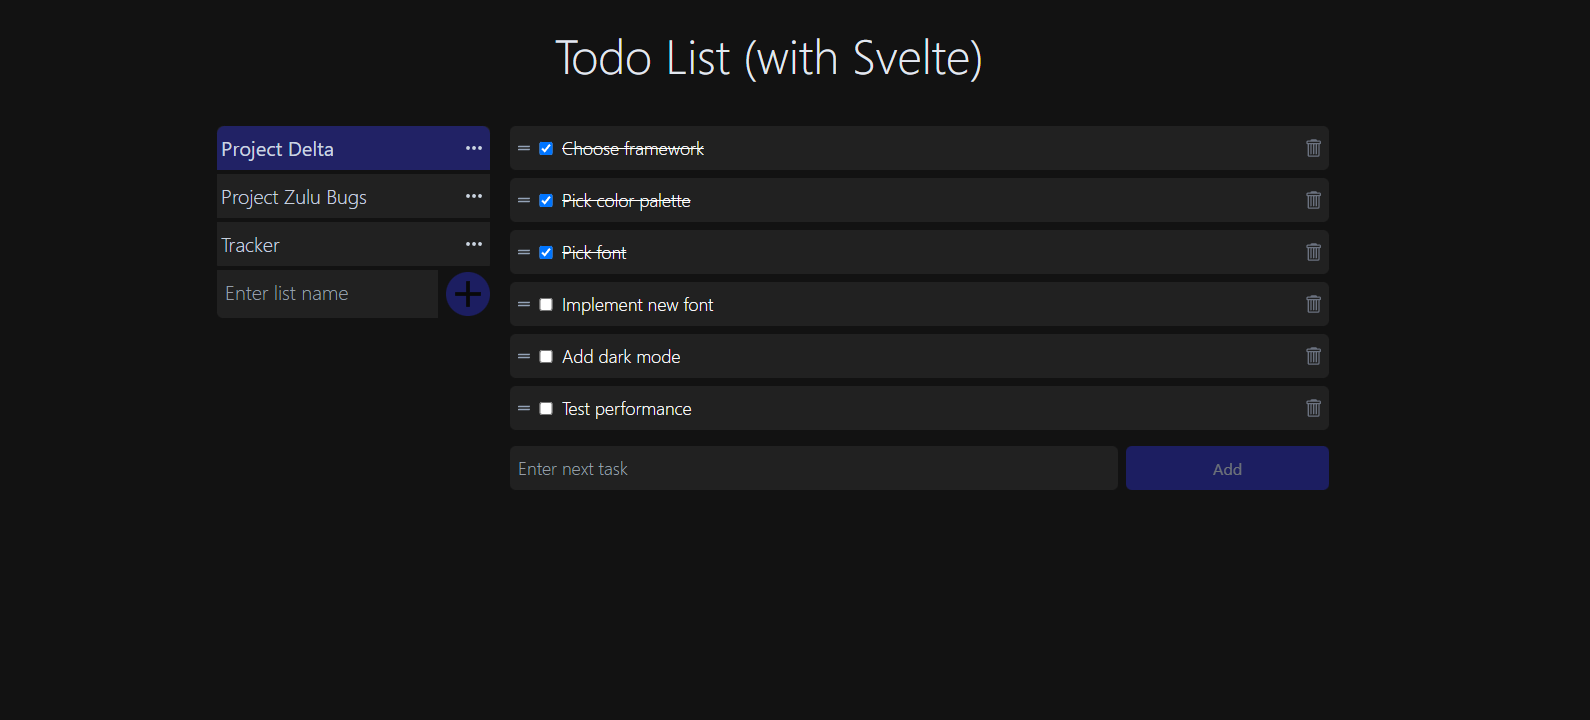 Todo List (with Svelte)
Project Delta
Project Zulu Bugs
Tracker
Enter list name
Choose framework
Pick color palette
Pick font
Implement new font
Add dark mode
Test performance
Enter next task
Add